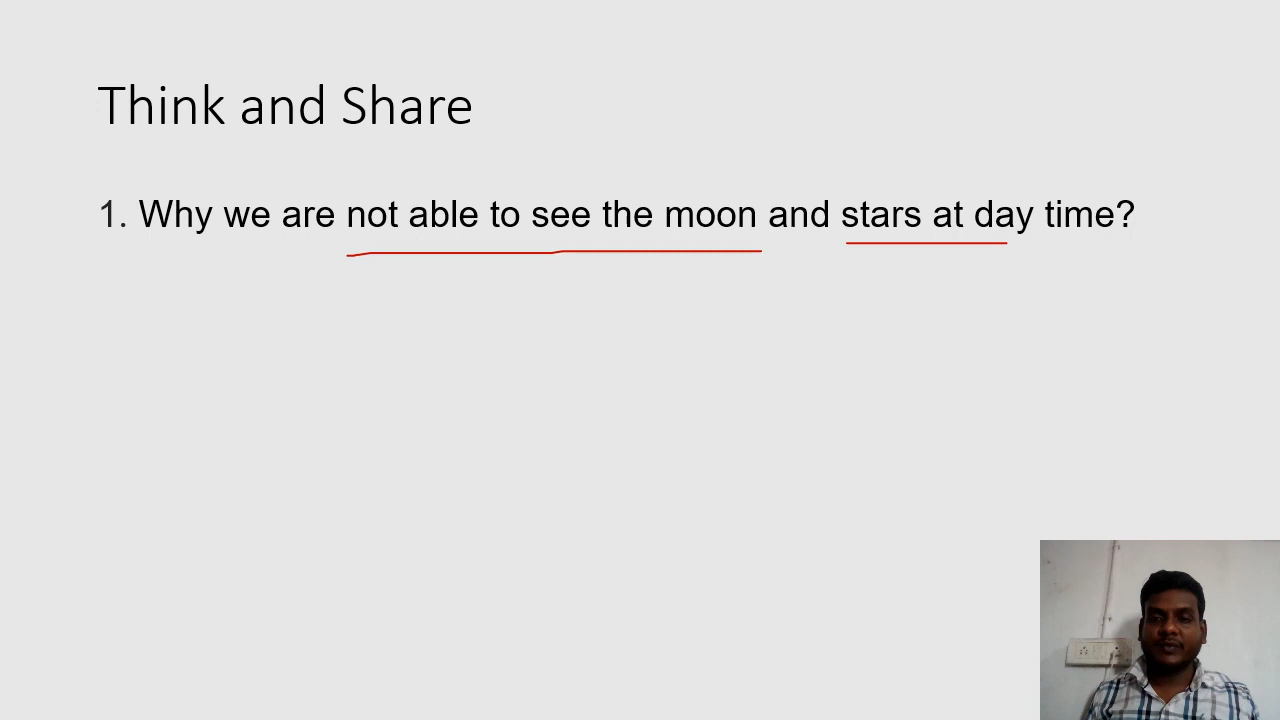 Think and Share
1. Why we are not able to see the moon and stars at day time?